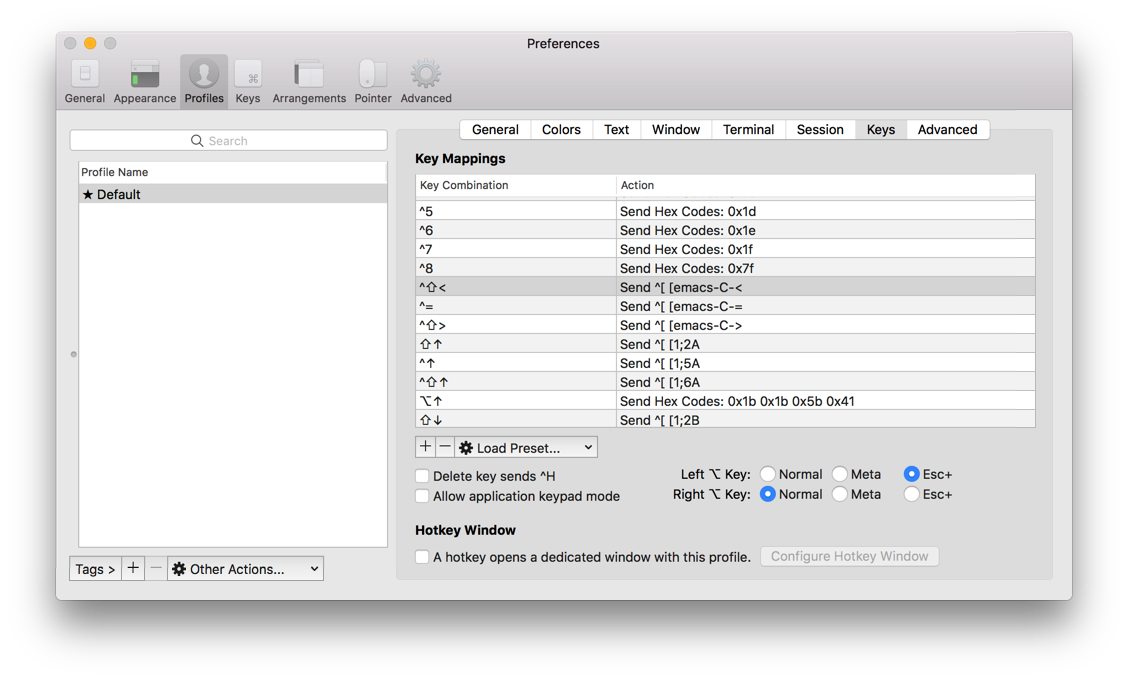 Preferences
General Appearance Profiles Keys Arrangements Pointer Advanced
Search
Profile Name
★ Default
General Colors Text Window Terminal Session Keys Advanced
Key Mappings
Key Combination Action
^5 Send Hex Codes: 0x1d
^6 Send Hex Codes: 0x1e
^7 Send Hex Codes: 0x1f
^8 Send Hex Codes: 0x7f
^⇧< Send ^[ [emacs-C-<
^= Send ^[ [emacs-C-=
^⇧> Send ^[ [emacs-C->
⇧↑ Send ^[ [1;2A
^↑ Send ^[ [1;5A
^⇧↑ Send ^[ [1;6A
⌥↑ Send Hex Codes: 0x1b 0x1b 0x5b 0x41
⇧↓ Send ^[ [1;2B
+ − Load Preset...
Delete key sends ^H
Allow application keypad mode
Left ⌥ Key: Normal Meta Esc+
Right ⌥ Key: Normal Meta Esc+
Hotkey Window
A hotkey opens a dedicated window with this profile. Configure Hotkey Window
Tags > + − Other Actions...